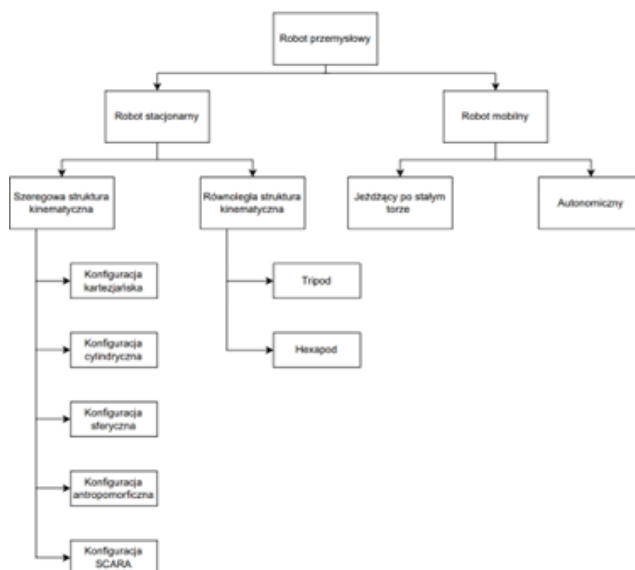 Robot przemysłowy
Robot stacjonarny
Robot mobilny
Szeregowa struktura
kinematyczna
Równoległa struktura
kinematyczna
Jeżdżący po stałym
torze
Autonomiczny
Konfiguracja
kartezjańska
Tripod
Konfiguracja
cylindryczna
Hexapod
Konfiguracja
sferyczna
Konfiguracja
antropomorficzna
Konfiguracja
SCARA